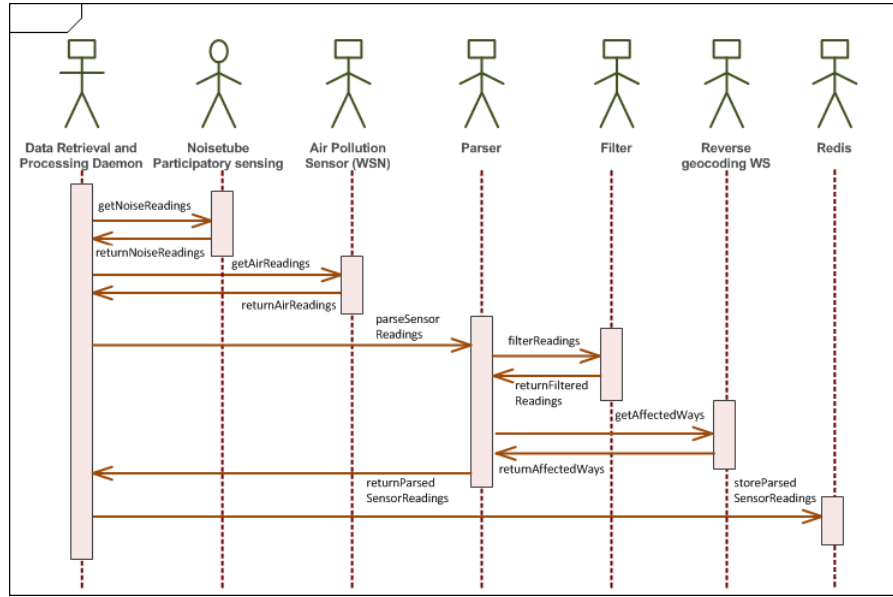 Data Retrieval and
Processing Daemon
Noisetube
Participatory sensing
Air Pollution
Sensor (WSN)
Parser
Filter
Reverse
geocoding WS
Redis
getNoiseReadings
returnNoiseReadings
getAirReadings
returnAirReadings
parseSensor
Readings
filterReadings
returnFiltered
Readings
getAffectedWays
returnAffectedWays
returnParsed
SensorReadings
storeParsed
SensorReadings